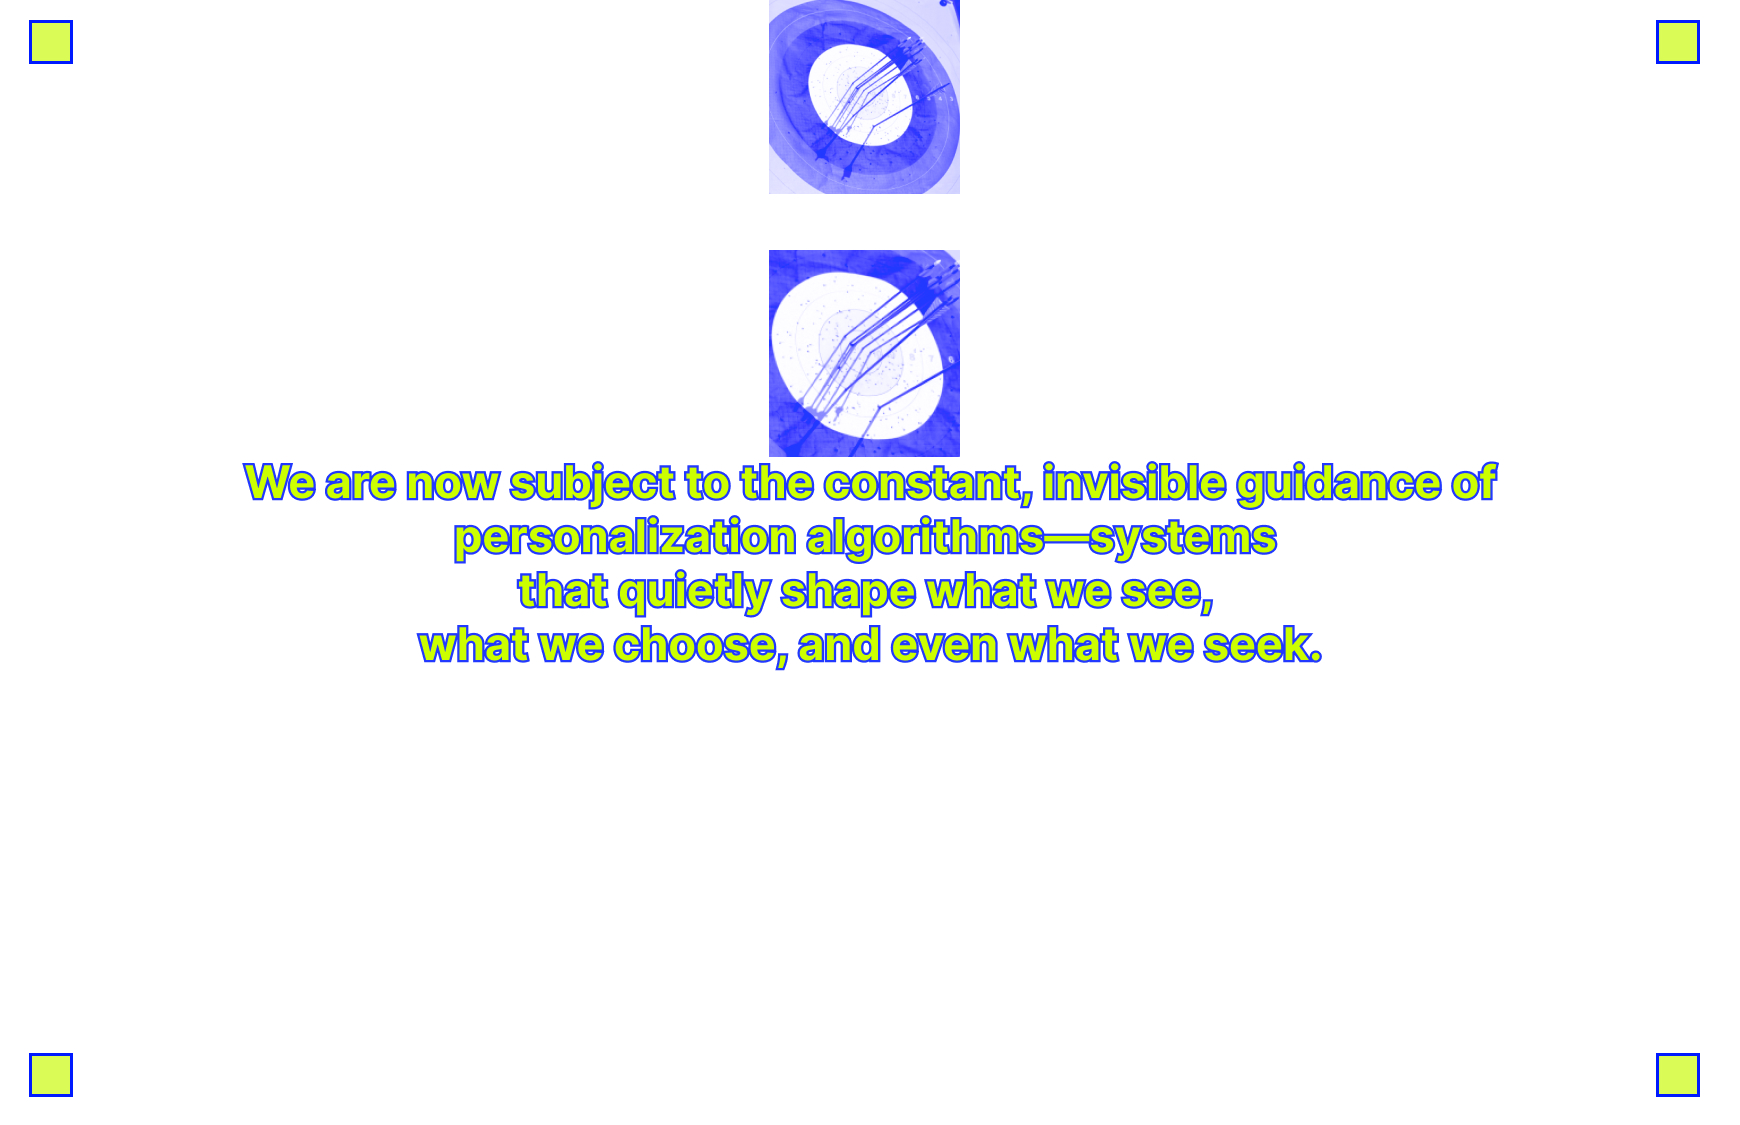 We are now subject to the constant, invisible guidance of
personalization algorithms—systems
that quietly shape what we see,
what we choose, and even what we seek.